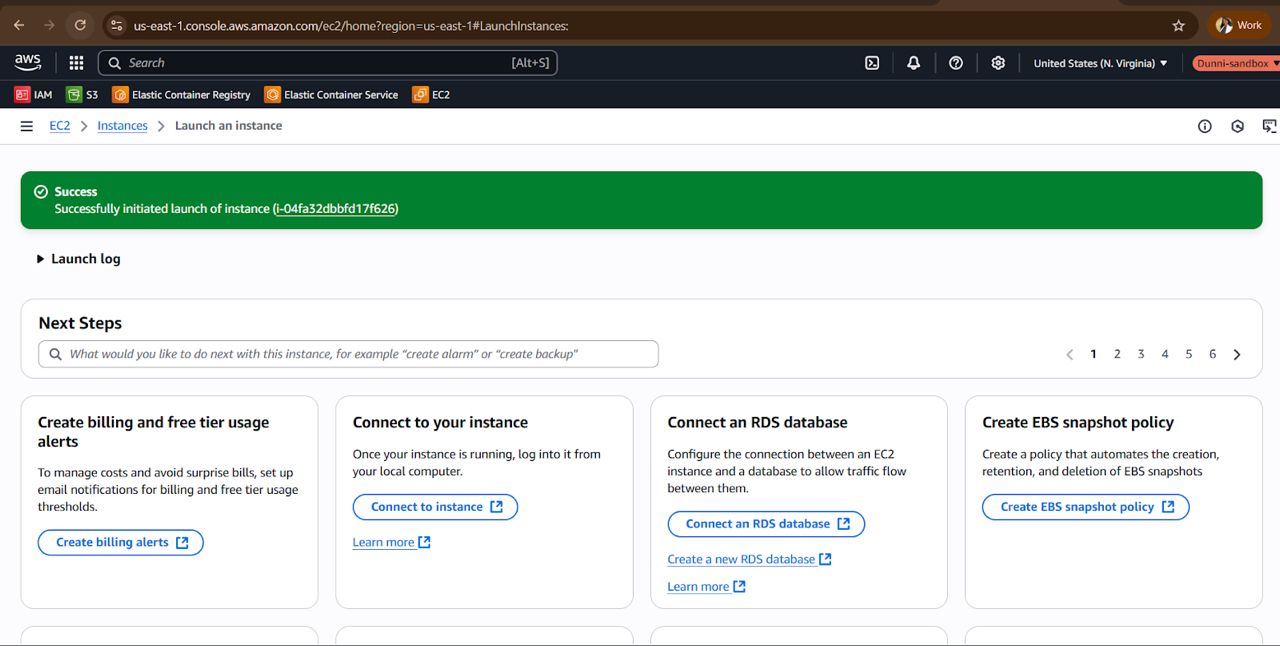 us-east-1.console.aws.amazon.com/ec2/home?region=us-east-1#LaunchInstances:
Work
aws
Search
[Alt+S]
United States (N. Virginia)
Dunni-sandbox
IAM
S3
Elastic Container Registry
Elastic Container Service
EC2
EC2
Instances
Launch an instance
Success
Successfully initiated launch of instance (i-04fa32dbbfd17f626)
Launch log
Next Steps
What would you like to do next with this instance, for example "create alarm" or "create backup"
1 2 3 4 5 6
Create billing and free tier usage
alerts
To manage costs and avoid surprise bills, set up
email notifications for billing and free tier usage
thresholds.
Create billing alerts
Connect to your instance
Once your instance is running, log into it from
your local computer.
Connect to instance
Learn more
Connect an RDS database
Configure the connection between an EC2
instance and a database to allow traffic flow
between them.
Connect an RDS database
Create a new RDS database
Learn more
Create EBS snapshot policy
Create a policy that automates the creation,
retention, and deletion of EBS snapshots
Create EBS snapshot policy